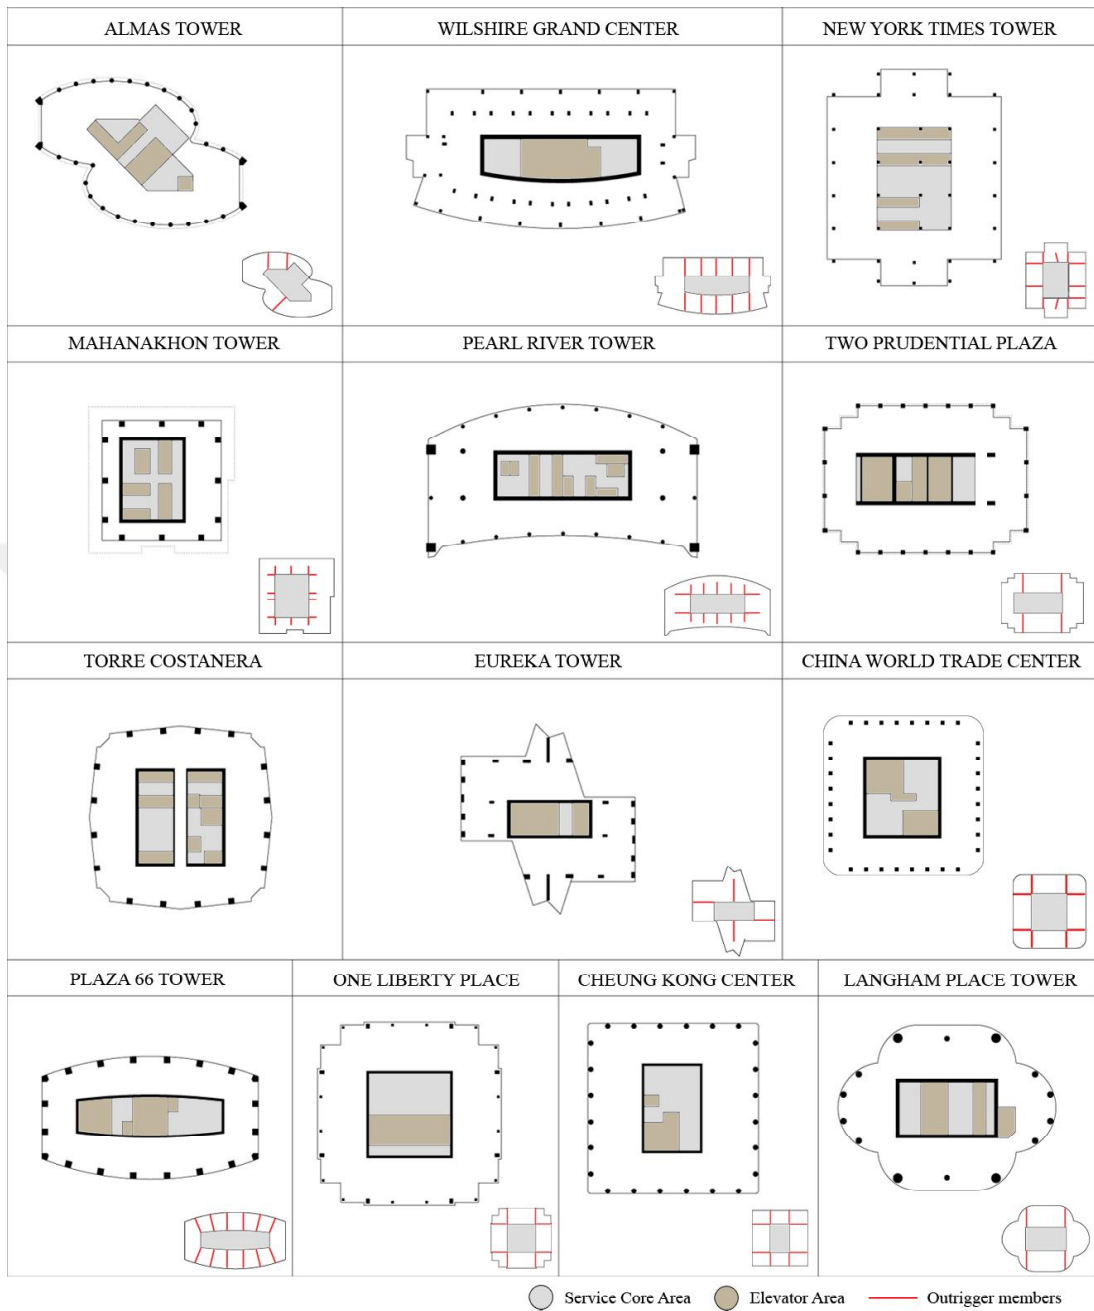 ALMAS TOWER
WILSHIRE GRAND CENTER
NEW YORK TIMES TOWER
MAHANAKHON TOWER
PEARL RIVER TOWER
TWO PRUDENTIAL PLAZA
TORRE COSTANERA
EUREKA TOWER
CHINA WORLD TRADE CENTER
PLAZA 66 TOWER
ONE LIBERTY PLACE
CHEUNG KONG CENTER
LANGHAM PLACE TOWER
Service Core Area
Elevator Area
Outrigger members